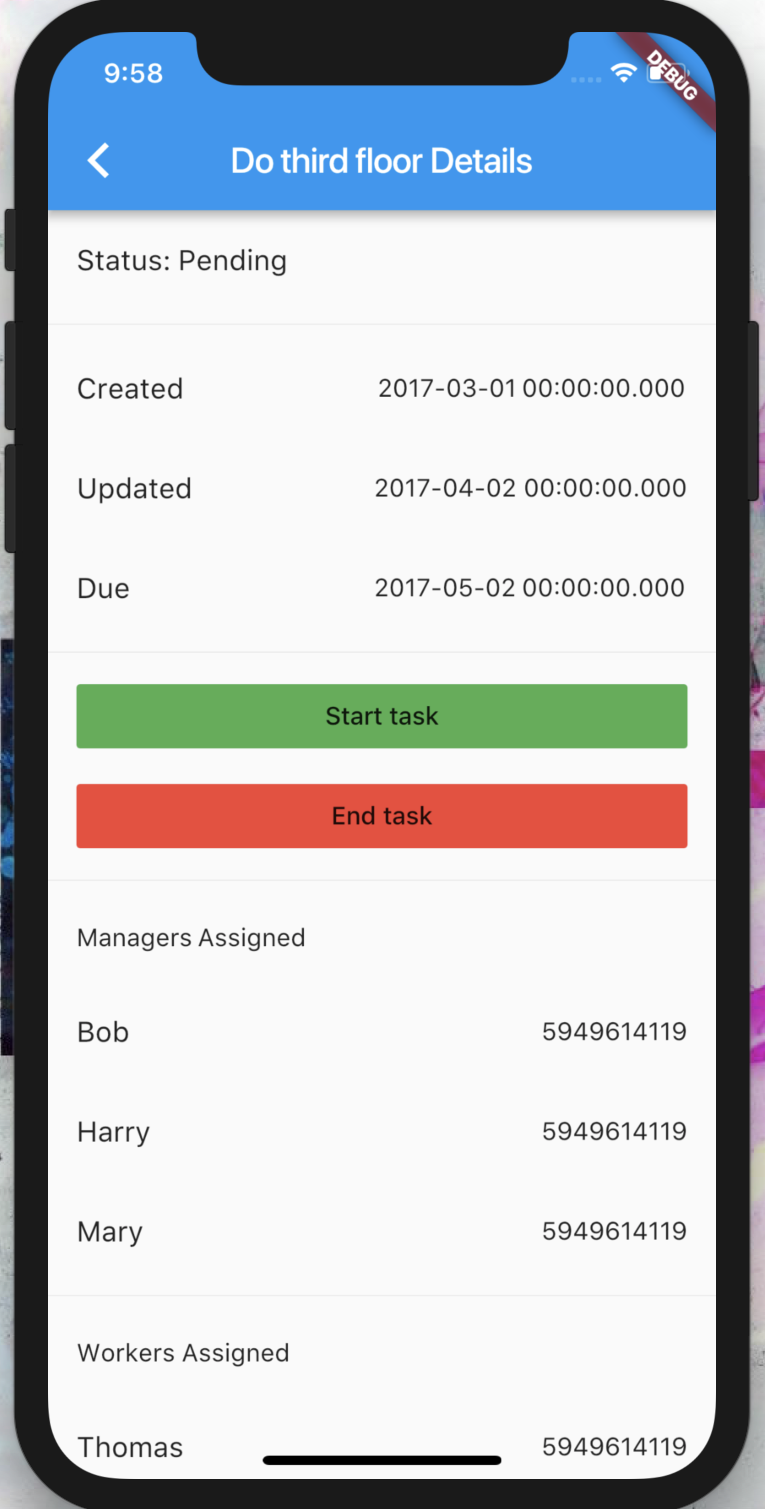 9:58
DEBUG
Do third floor Details
Status: Pending
Created 2017-03-01 00:00:00.000
Updated 2017-04-02 00:00:00.000
Due 2017-05-02 00:00:00.000
Start task
End task
Managers Assigned
Bob 5949614119
Harry 5949614119
Mary 5949614119
Workers Assigned
Thomas 5949614119